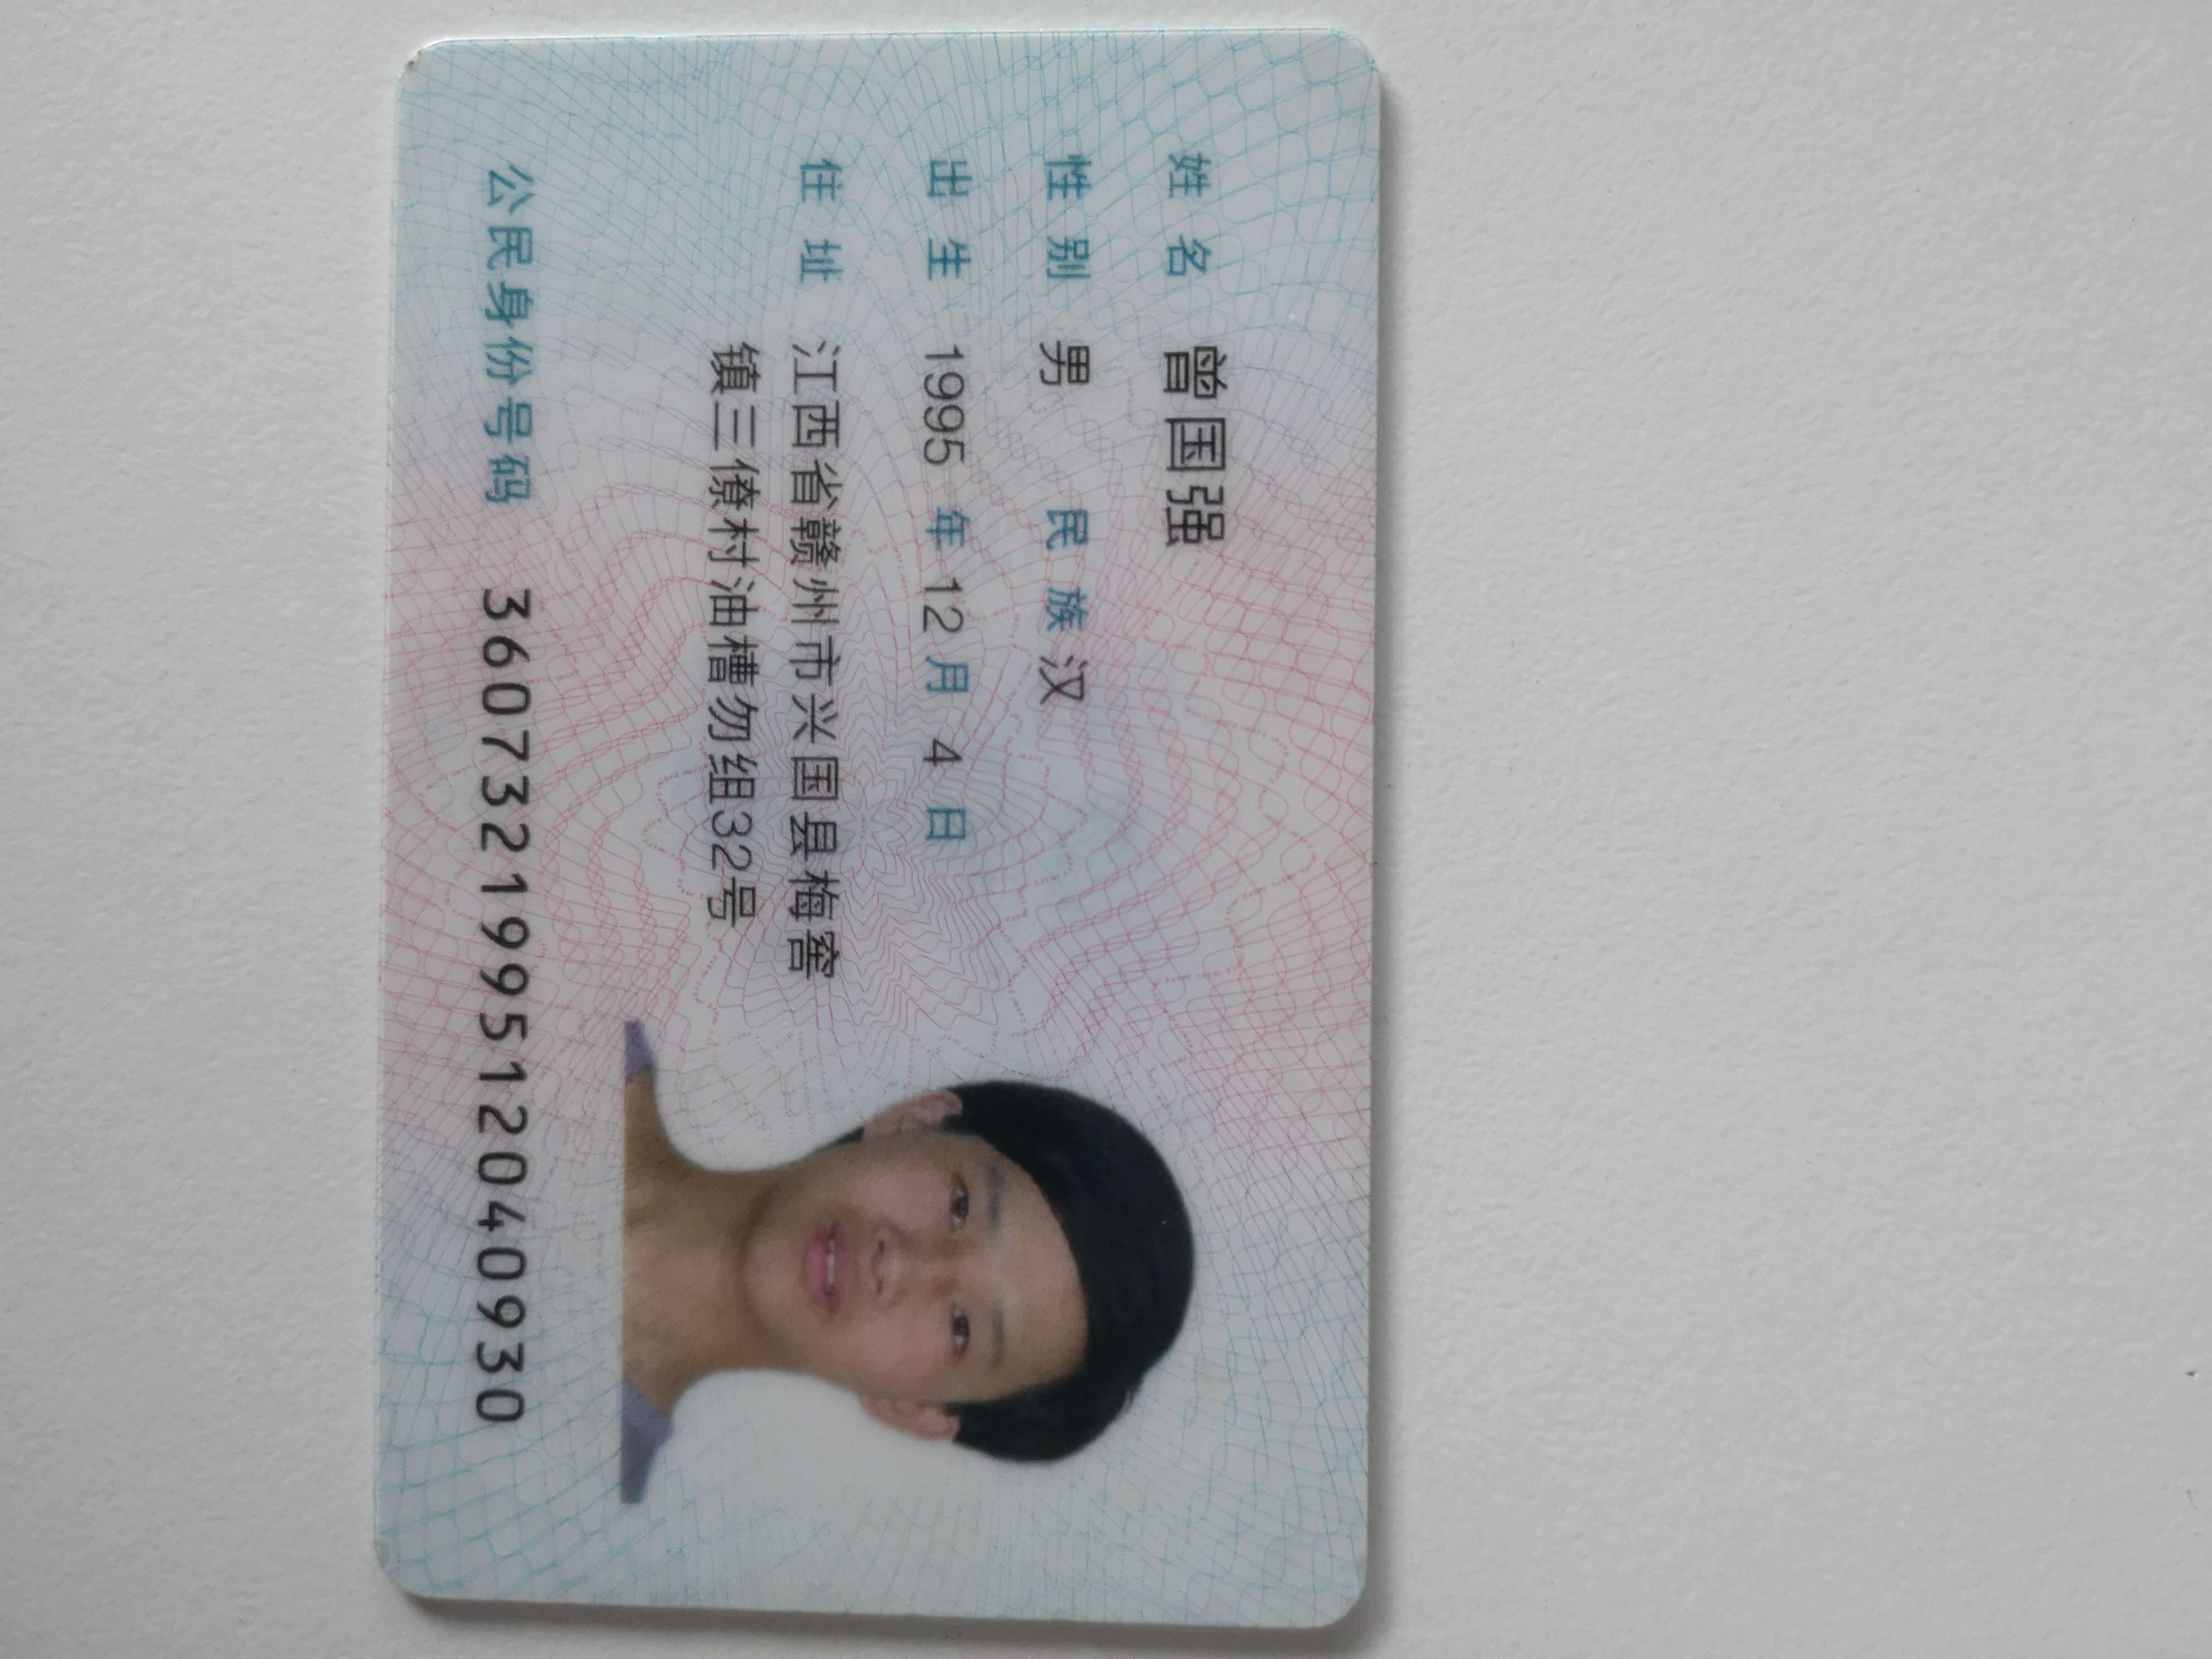 姓名 曾国强
性别 男 民族 汉
出生 1995 年 12 月 4 日
住址 江西省赣州市兴国县梅窖
镇三僚村油槽勿组32号
公民身份号码 360732199512040930